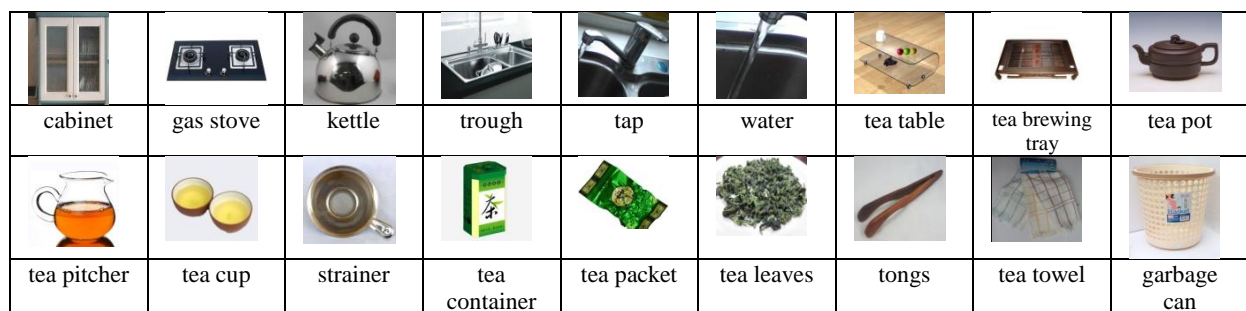 cabinet
gas stove
kettle
trough
tap
water
tea table
tea brewing
tray
tea pot
茶
tea pitcher
tea cup
strainer
tea
container
tea packet
tea leaves
tongs
tea towel
garbage
can